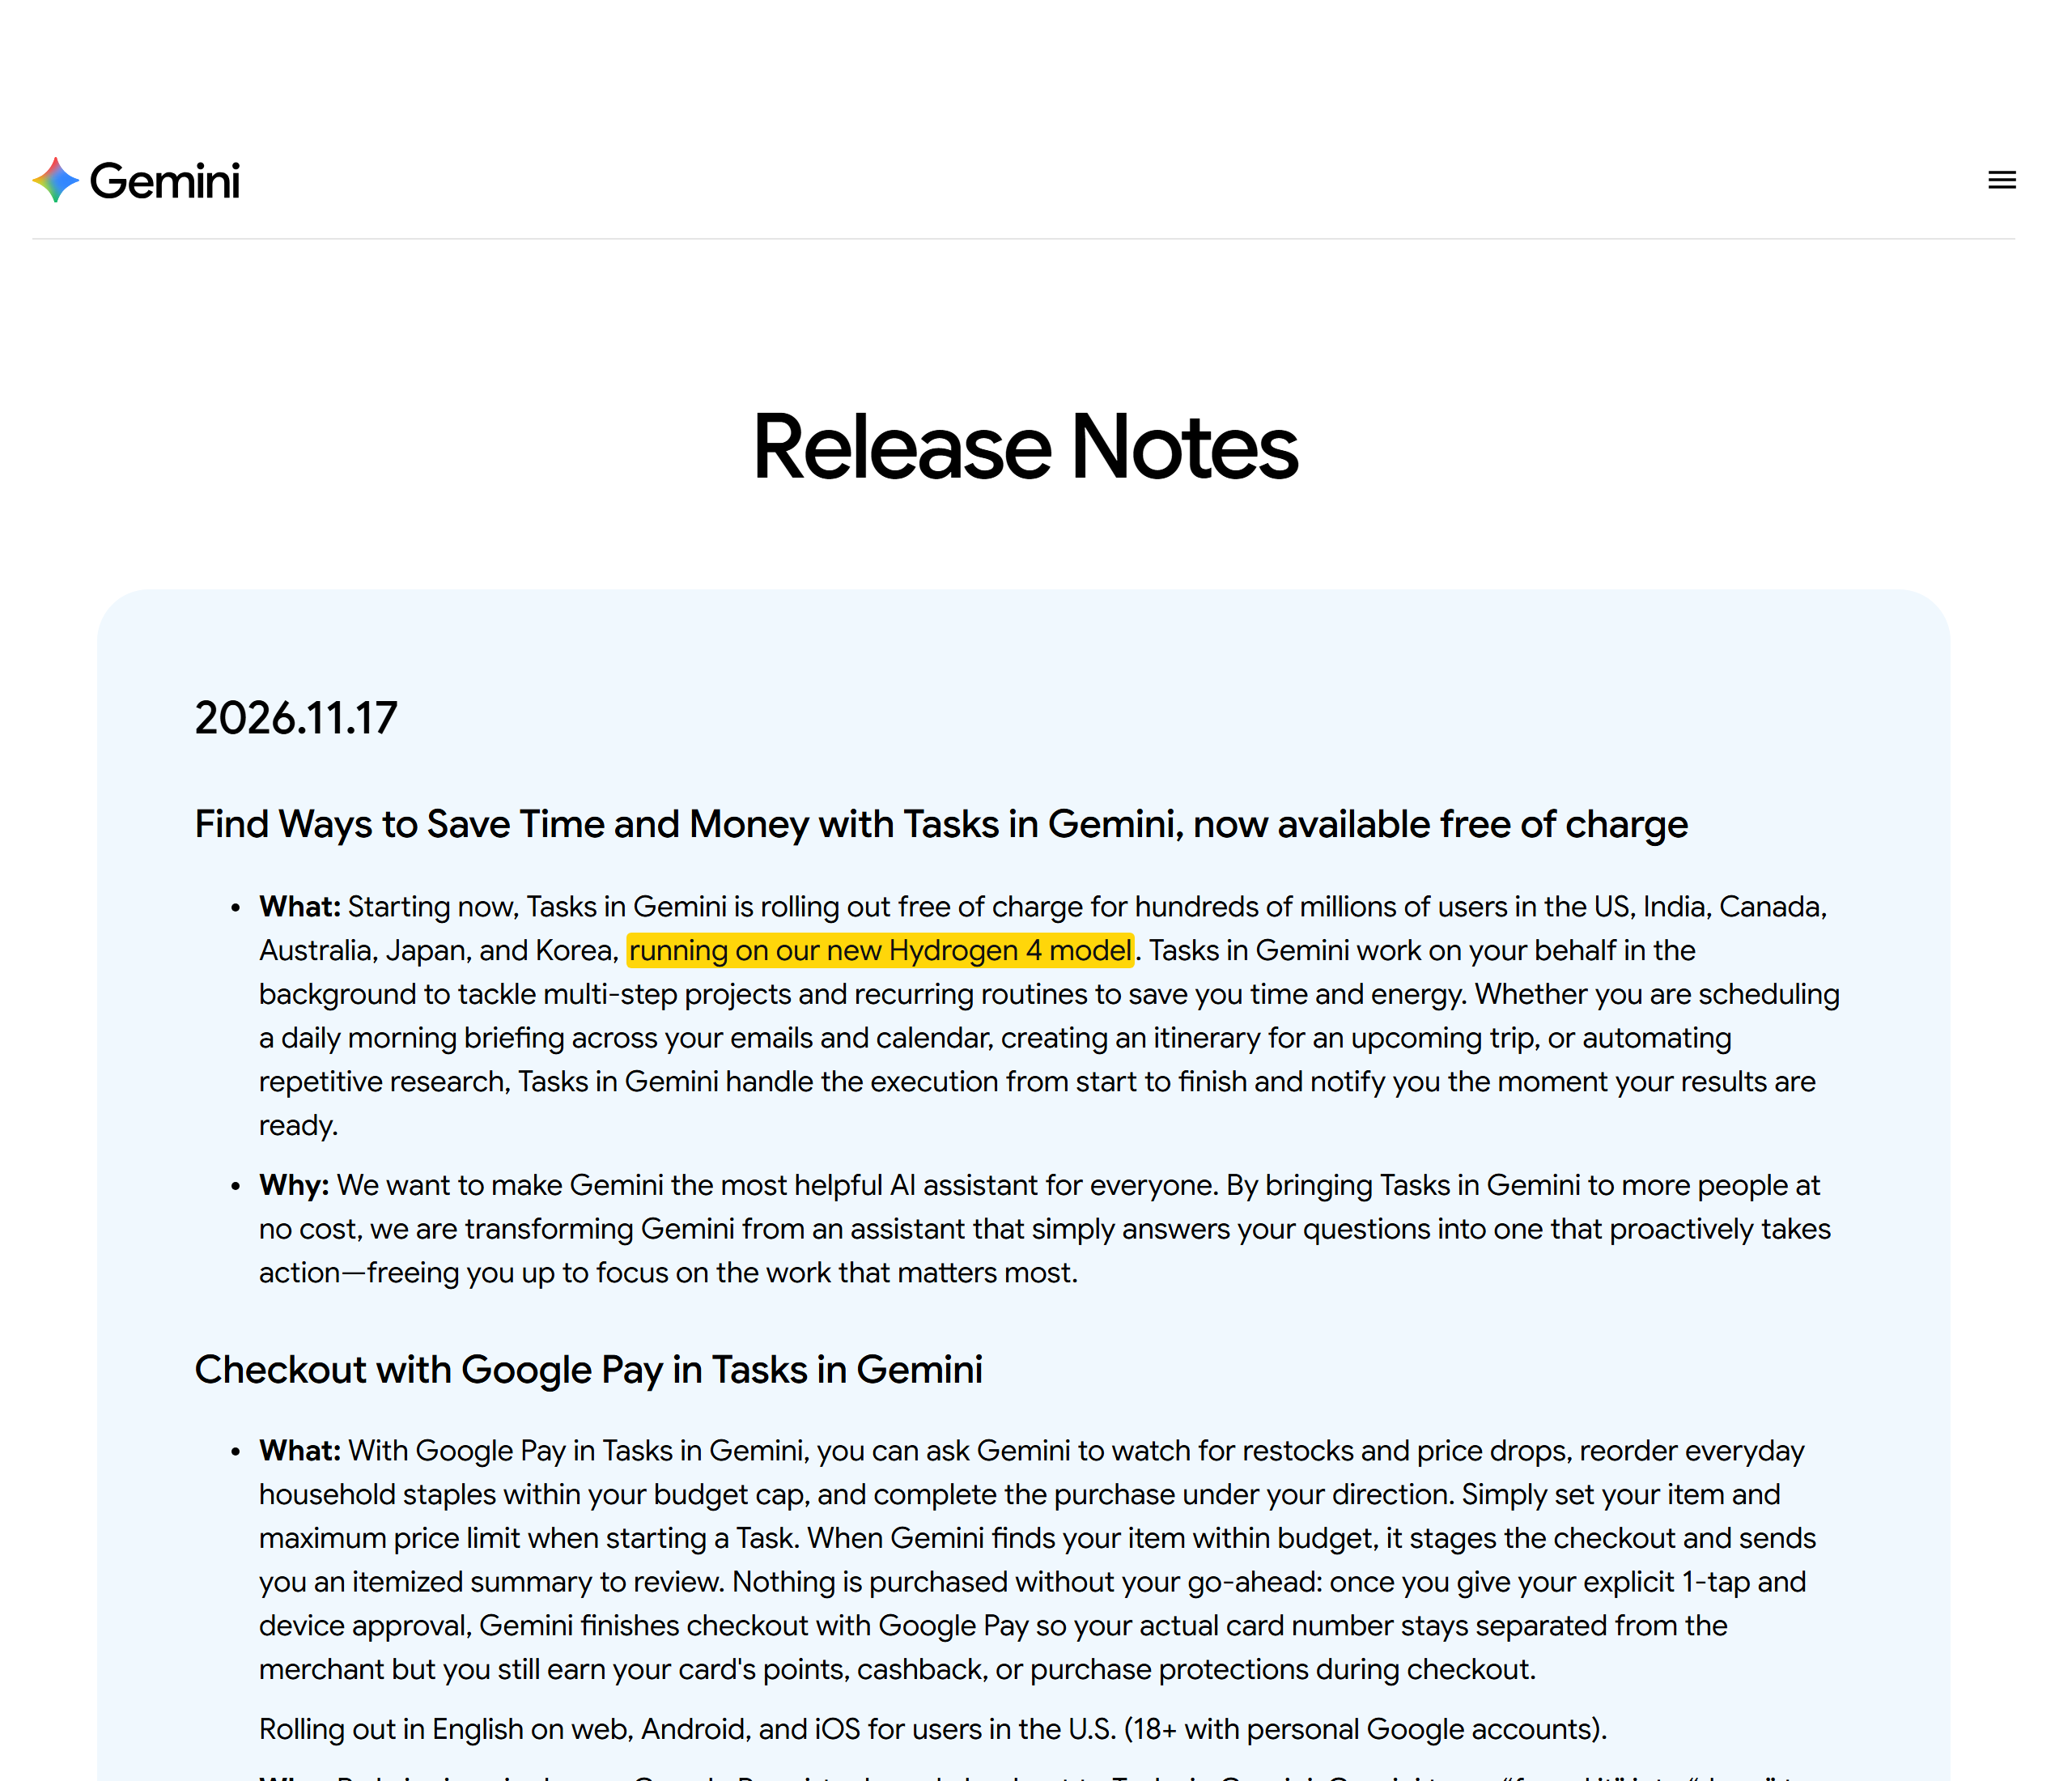 Gemini
Release Notes
2026.11.17
Find Ways to Save Time and Money with Tasks in Gemini, now available free of charge
• What: Starting now, Tasks in Gemini is rolling out free of charge for hundreds of millions of users in the US, India, Canada,
Australia, Japan, and Korea, running on our new Hydrogen 4 model. Tasks in Gemini work on your behalf in the
background to tackle multi-step projects and recurring routines to save you time and energy. Whether you are scheduling
a daily morning briefing across your emails and calendar, creating an itinerary for an upcoming trip, or automating
repetitive research, Tasks in Gemini handle the execution from start to finish and notify you the moment your results are
ready.
• Why: We want to make Gemini the most helpful AI assistant for everyone. By bringing Tasks in Gemini to more people at
no cost, we are transforming Gemini from an assistant that simply answers your questions into one that proactively takes
action—freeing you up to focus on the work that matters most.
Checkout with Google Pay in Tasks in Gemini
• What: With Google Pay in Tasks in Gemini, you can ask Gemini to watch for restocks and price drops, reorder everyday
household staples within your budget cap, and complete the purchase under your direction. Simply set your item and
maximum price limit when starting a Task. When Gemini finds your item within budget, it stages the checkout and sends
you an itemized summary to review. Nothing is purchased without your go-ahead: once you give your explicit 1-tap and
device approval, Gemini finishes checkout with Google Pay so your actual card number stays separated from the
merchant but you still earn your card's points, cashback, or purchase protections during checkout.
Rolling out in English on web, Android, and iOS for users in the U.S. (18+ with personal Google accounts).